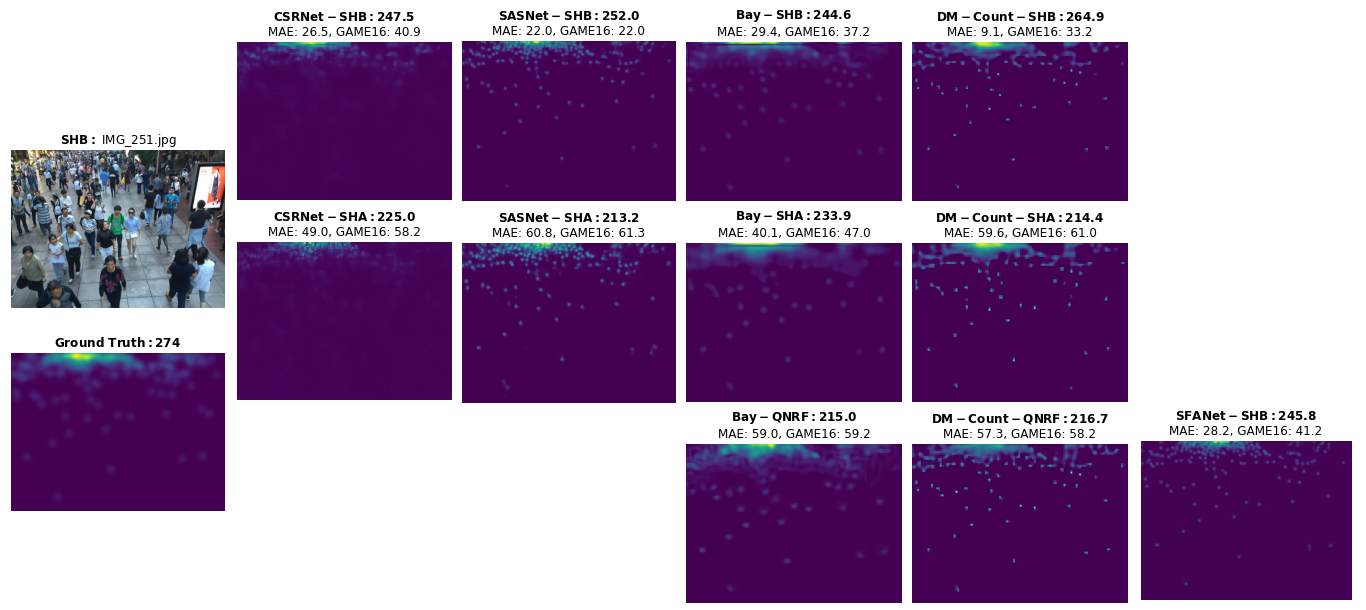 CSRNet − SHB: 247.5
MAE: 26.5, GAME16: 40.9
SASNet − SHB: 252.0
MAE: 22.0, GAME16: 22.0
Bay − SHB: 244.6
MAE: 29.4, GAME16: 37.2
DM − Count − SHB: 264.9
MAE: 9.1, GAME16: 33.2
SHB: IMG_251.jpg
CSRNet − SHA: 225.0
MAE: 49.0, GAME16: 58.2
SASNet − SHA: 213.2
MAE: 60.8, GAME16: 61.3
Bay − SHA: 233.9
MAE: 40.1, GAME16: 47.0
DM − Count − SHA: 214.4
MAE: 59.6, GAME16: 61.0
Ground Truth: 274
Bay − QNRF: 215.0
MAE: 59.0, GAME16: 59.2
DM − Count − QNRF: 216.7
MAE: 57.3, GAME16: 58.2
SFANet − SHB: 245.8
MAE: 28.2, GAME16: 41.2